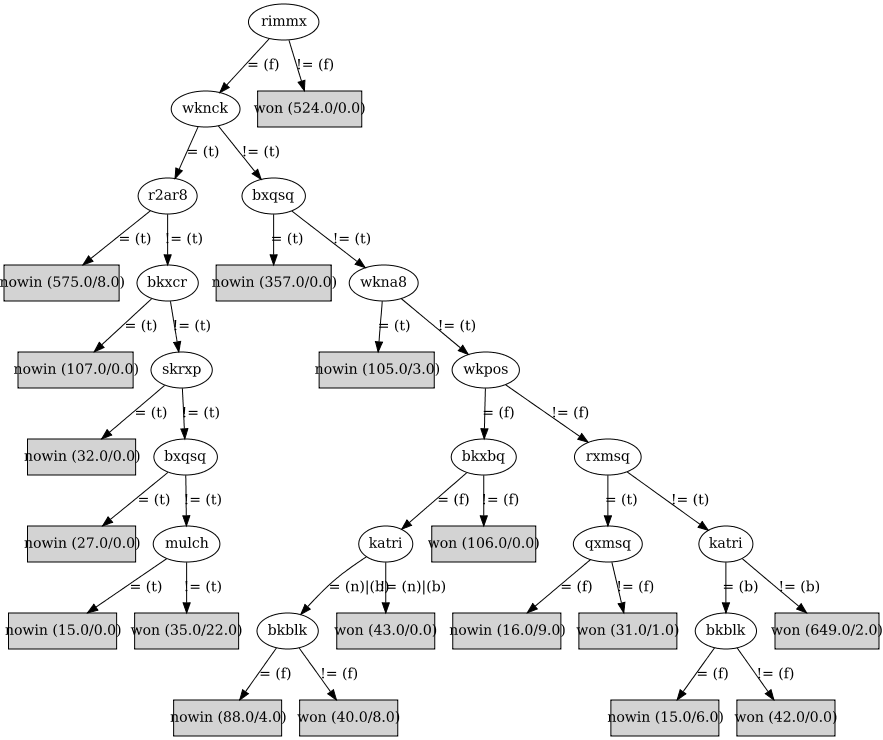 rimmx
= (f)
!= (f)
wknck
won (524.0/0.0)
= (t)
!= (t)
r2ar8
bxqsq
= (t)
!= (t)
= (t)
!= (t)
nowin (575.0/8.0)
bkxcr
nowin (357.0/0.0)
wkna8
= (t)
!= (t)
= (t)
!= (t)
nowin (107.0/0.0)
skrxp
nowin (105.0/3.0)
wkpos
= (t)
!= (t)
= (f)
!= (f)
nowin (32.0/0.0)
bxqsq
bkxbq
rxmsq
= (t)
!= (t)
= (f)
!= (f)
= (t)
!= (t)
nowin (27.0/0.0)
mulch
katri
won (106.0/0.0)
qxmsq
katri
= (t)
!= (t)
= (n)|(b)
!= (n)|(b)
= (f)
!= (f)
= (b)
!= (b)
nowin (15.0/0.0)
won (35.0/22.0)
bkblk
won (43.0/0.0)
nowin (16.0/9.0)
won (31.0/1.0)
bkblk
won (649.0/2.0)
= (f)
!= (f)
= (f)
!= (f)
nowin (88.0/4.0)
won (40.0/8.0)
nowin (15.0/6.0)
won (42.0/0.0)